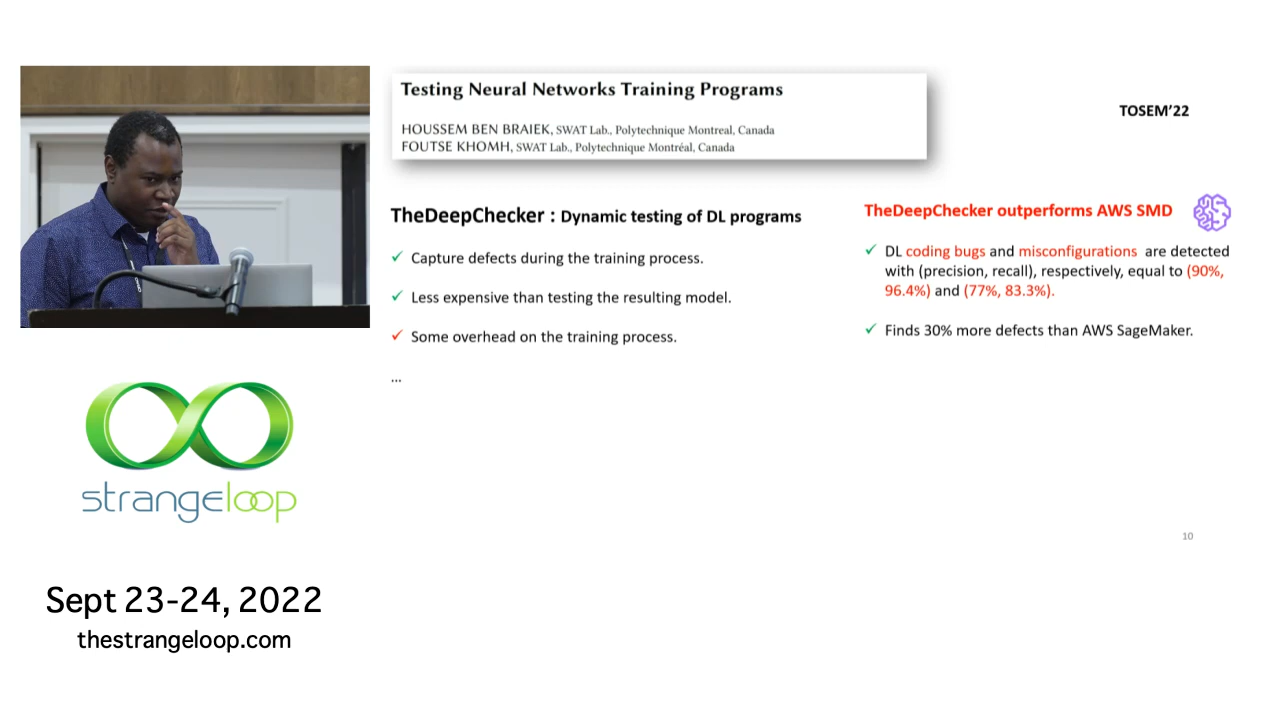 Testing Neural Networks Training Programs
HOUSSEM BEN BRAIEK, SWAT Lab., Polytechnique Montreal, Canada
FOUTSE KHOMH, SWAT Lab., Polytechnique Montréal, Canada
TOSEM’22
TheDeepChecker : Dynamic testing of DL programs
✓ Capture defects during the training process.
✓ Less expensive than testing the resulting model.
✓ Some overhead on the training process.
...
TheDeepChecker outperforms AWS SMD
✓ DL coding bugs and misconfigurations are detected
with (precision, recall), respectively, equal to (90%,
96.4%) and (77%, 83.3%).
✓ Finds 30% more defects than AWS SageMaker.
10
strangeloop
Sept 23-24, 2022
thestrangeloop.com